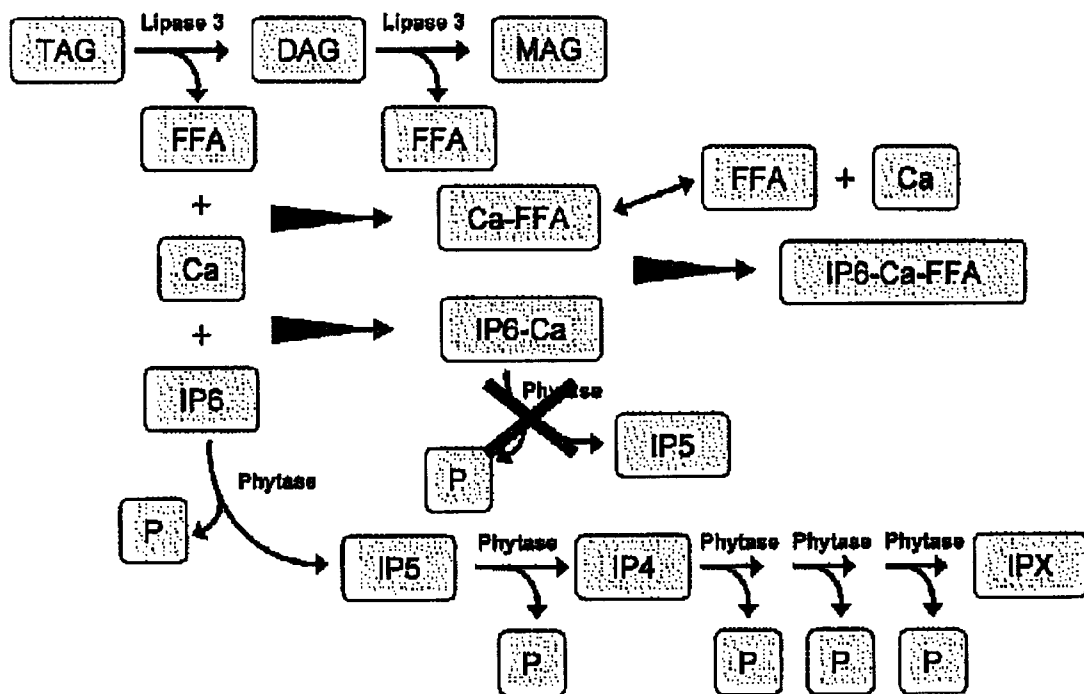 Lipase 3 Lipase 3
TAG DAG MAG
FFA FFA
FFA + Ca
+ Ca-FFA
Ca IP6-Ca-FFA
+ IP6-Ca
IP6 Phytase
IP5
P
Phytase
P
Phytase Phytase Phytase Phytase
IP5 IP4 IPX
P P P P